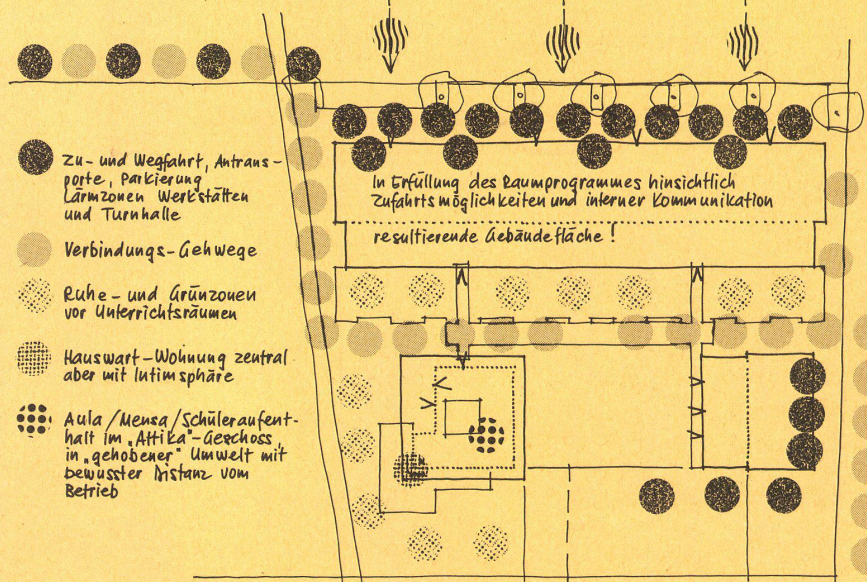 Zu- und Wegfahrt, Antrans-
porte, Parkierung,
Lärmzonen Werkstätten
und Turnhalle
Verbindungs-Gehwege
Ruhe- und Grünzonen
vor Unterrichtsräumen
Hauswart-Wohnung zentral
aber mit Intimsphäre
Aula/Mensa/Schüleraufent-
halt im „Attika"-Geschoss,
in „gehobener" Umwelt mit
bewusster Distanz vom
Betrieb
In Erfüllung des Raumprogrammes hinsichtlich
Zufahrtsmöglichkeiten und interner Kommunikation
resultierende Gebäudefläche!